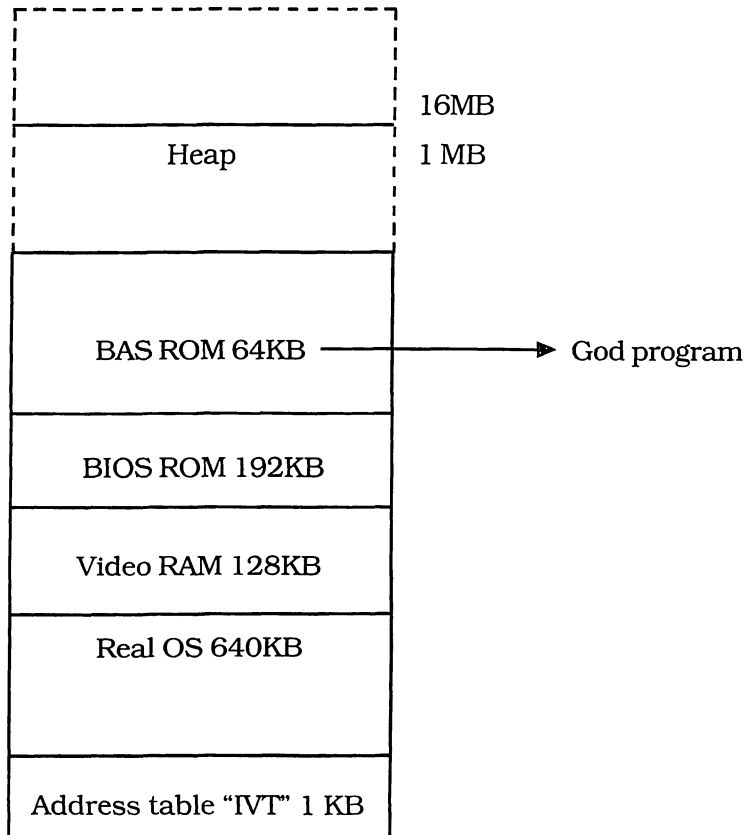 16MB
Heap
1 MB
BAS ROM 64KB
God program
BIOS ROM 192KB
Video RAM 128KB
Real OS 640KB
Address table “IVT” 1 KB